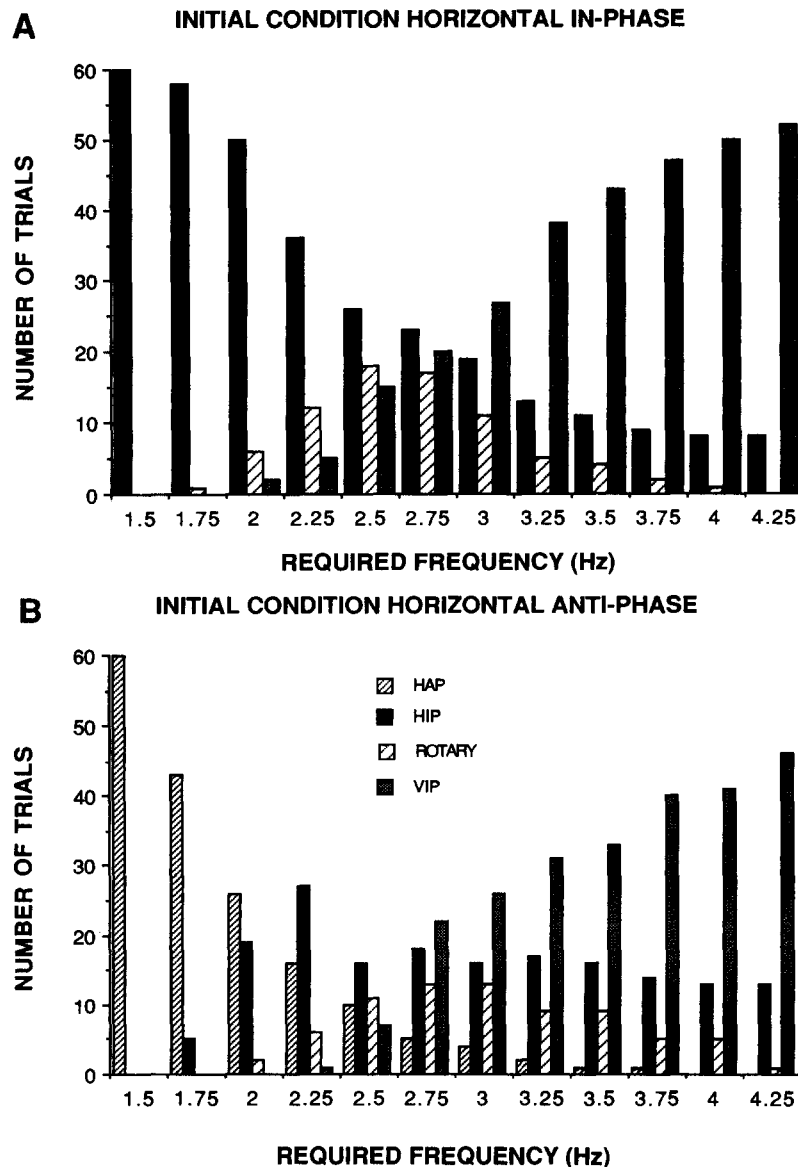 A
INITIAL CONDITION HORIZONTAL IN-PHASE
NUMBER OF TRIALS
60
50
40
30
20
10
0
1.5 1.75 2 2.25 2.5 2.75 3 3.25 3.5 3.75 4 4.25
REQUIRED FREQUENCY (Hz)
B
INITIAL CONDITION HORIZONTAL ANTI-PHASE
NUMBER OF TRIALS
60
50
40
30
20
10
0
HAP
HIP
ROTARY
VIP
1.5 1.75 2 2.25 2.5 2.75 3 3.25 3.5 3.75 4 4.25
REQUIRED FREQUENCY (Hz)